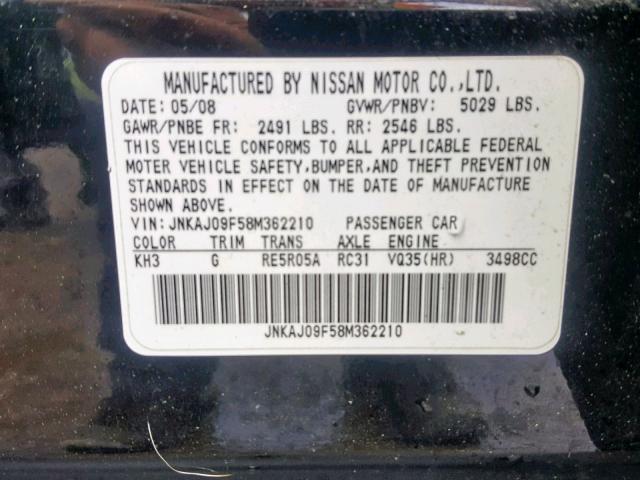 MANUFACTURED BY NISSAN MOTOR CO.,LTD.
DATE: 05/08 GVWR/PNBV: 5029 LBS.
GAWR/PNBE FR: 2491 LBS. RR: 2546 LBS.
THIS VEHICLE CONFORMS TO ALL APPLICABLE FEDERAL
MOTOR VEHICLE SAFETY,BUMPER,AND THEFT PREVENTION
STANDARDS IN EFFECT ON THE DATE OF MANUFACTURE
SHOWN ABOVE.
VIN: JNKAJ09F58M362210 PASSENGER CAR
COLOR TRIM TRANS AXLE ENGINE
KH3 G RE5R05A RC31 VQ35(HR) 3498CC
JNKAJ09F58M362210